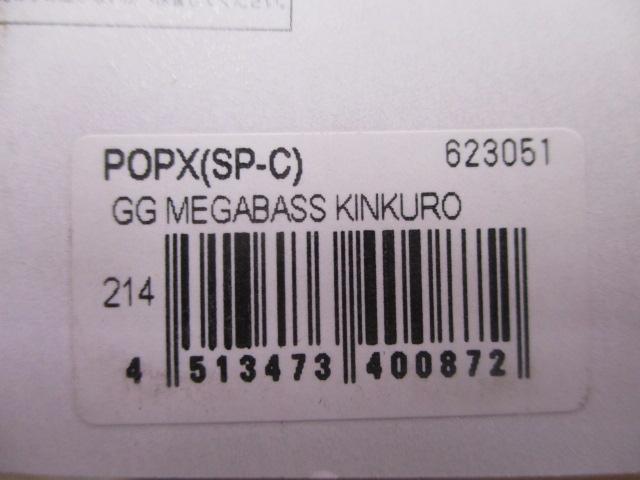 POPX(SP-C) 623051
GG MEGABASS KINKURO
214
4 513473 400872